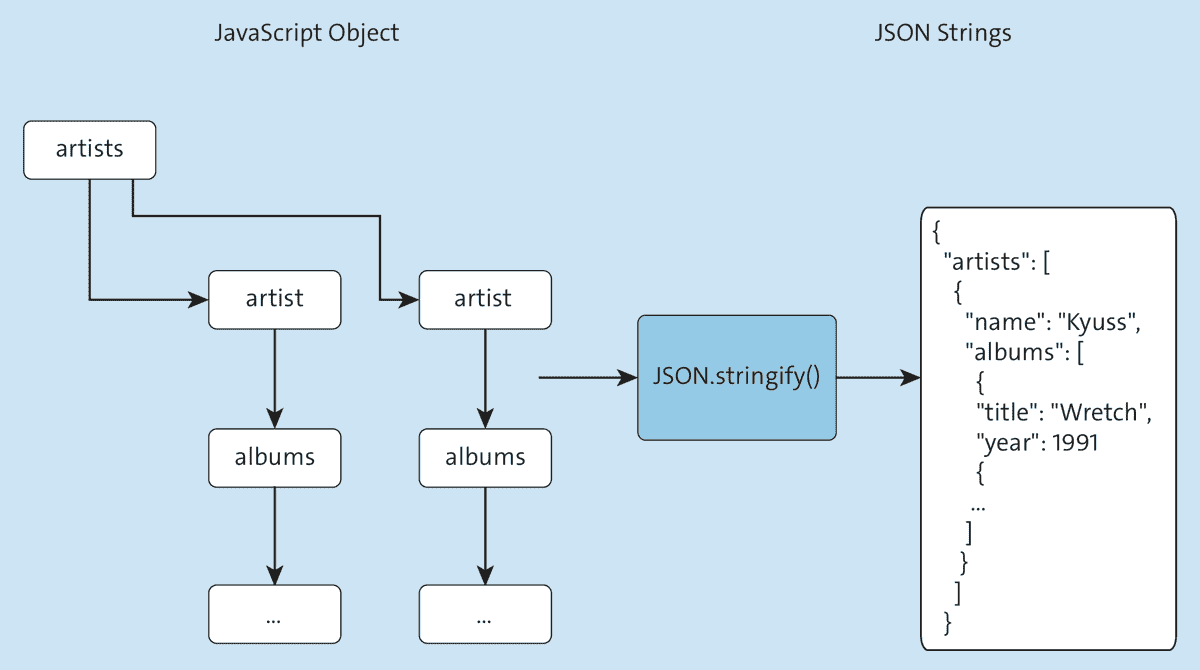 JavaScript Object
JSON Strings
artists
artist
artist
albums
albums
...
...
JSON.stringify()
{
"artists": [
{
"name": "Kyuss",
"albums": [
{
"title": "Wretch",
"year": 1991
{
...
]
}
]
}